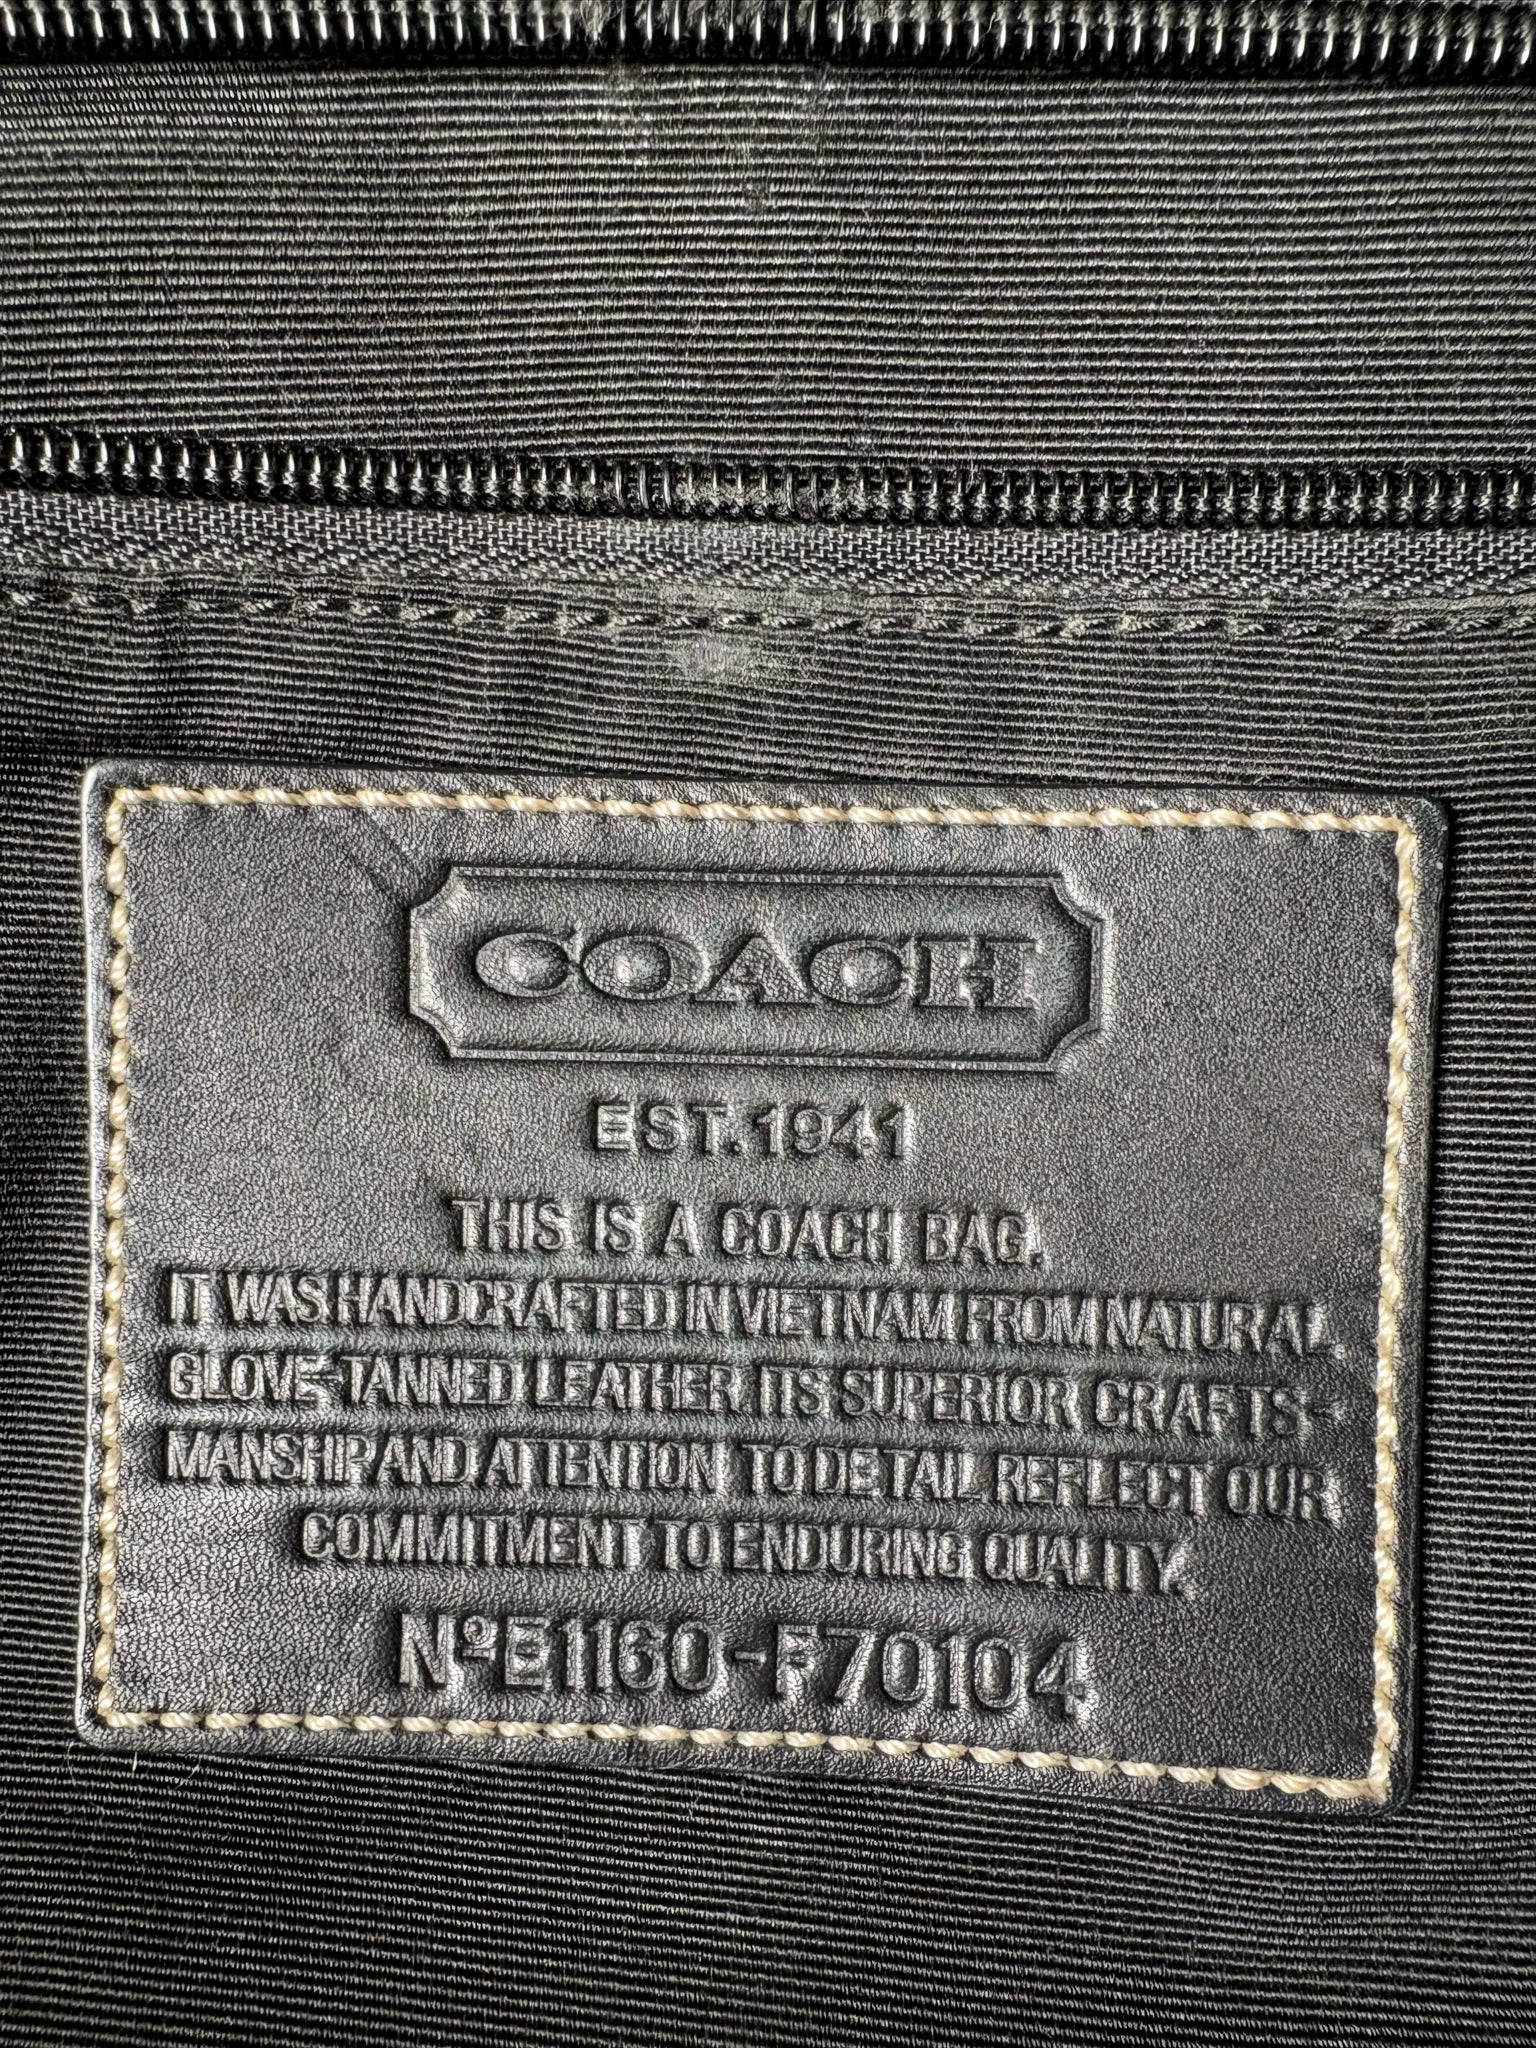 COACH
EST. 1941
THIS IS A COACH BAG.
IT WAS HANDCRAFTED IN VIETNAM FROM NATURAL,
GLOVE-TANNED LEATHER. ITS SUPERIOR CRAFTS-
MANSHIP AND ATTENTION TO DETAIL REFLECT OUR
COMMITMENT TO ENDURING QUALITY.
Nº E1160-F70104